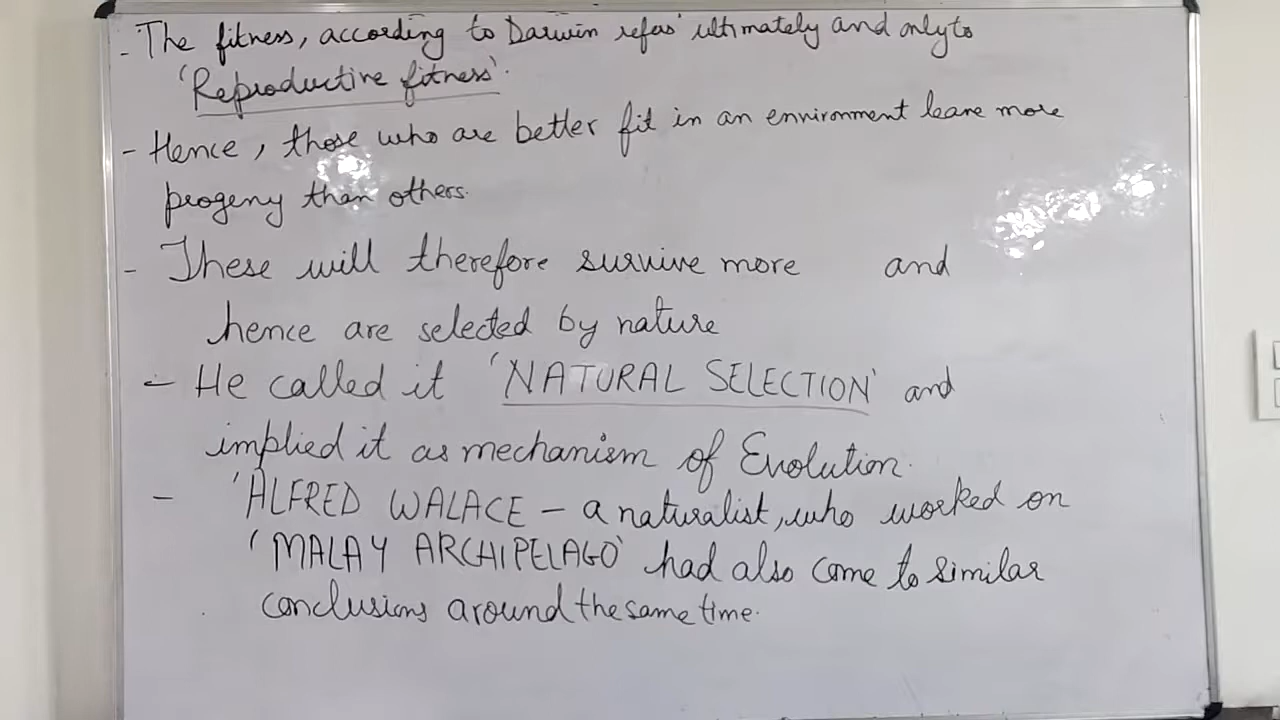 - The fitness, according to Darwin refers ultimately and only to
'Reproductive fitness'.
- Hence, those who are better fit in an environment leave more
progeny than others.
- These will therefore survive more and
hence are selected by nature
- He called it 'NATURAL SELECTION' and
implied it as mechanism of Evolution.
- 'ALFRED WALACE - a naturalist, who worked on
'MALAY ARCHIPELAGO' had also come to similar
conclusions around the same time.